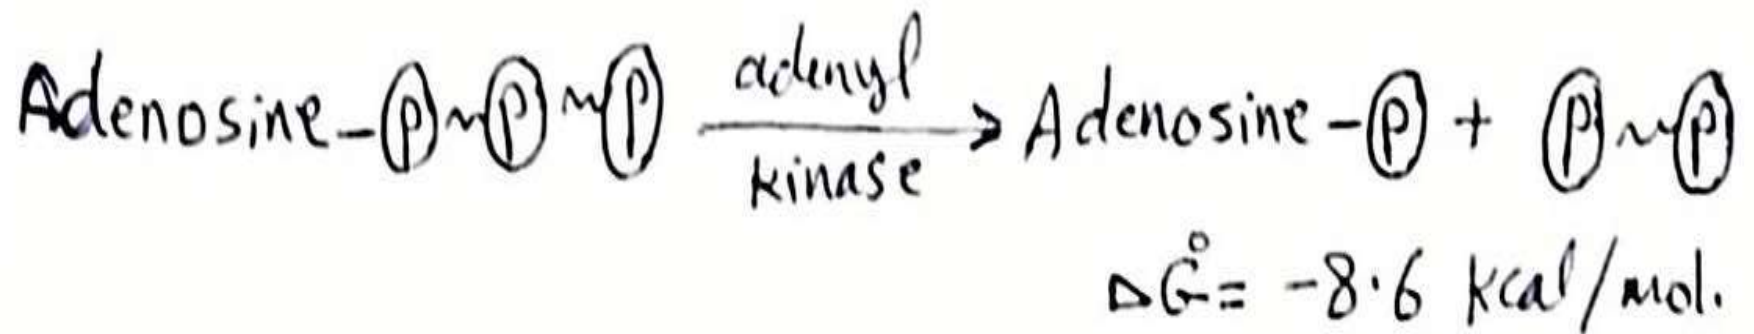 Adenosine-Ⓟ~Ⓟ~Ⓟ adenyl kinase → Adenosine-Ⓟ + Ⓟ~Ⓟ
ΔG° = -8.6 kcal/mol.